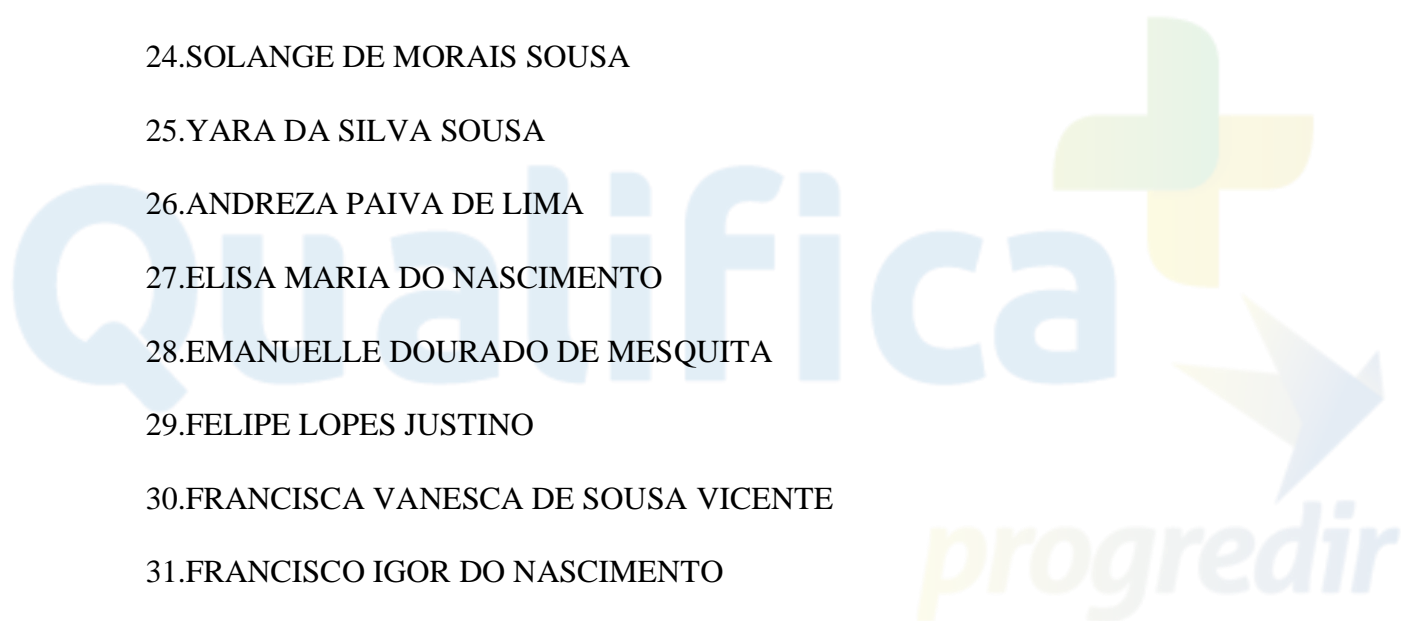 24.SOLANGE DE MORAIS SOUSA
25.YARA DA SILVA SOUSA
26.ANDREZA PAIVA DE LIMA
Qualifica
27.ELISA MARIA DO NASCIMENTO
28.EMANUELLE DOURADO DE MESQUITA
29.FELIPE LOPES JUSTINO
30.FRANCISCA VANESCA DE SOUSA VICENTE
31.FRANCISCO IGOR DO NASCIMENTO
progredir